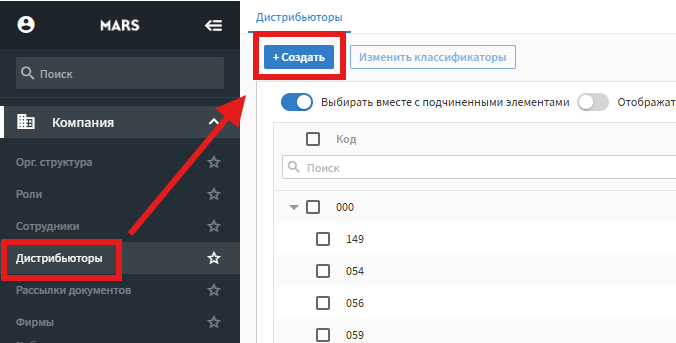 MARS
Поиск
Компания
Орг. структура
Роли
Сотрудники
Дистрибьюторы
Рассылки документов
Фирмы
Дистрибьюторы
+ Создать
Изменить классификаторы
Выбирать вместе с подчиненными элементами
Отображат
Код
Поиск
000
149
054
056
059